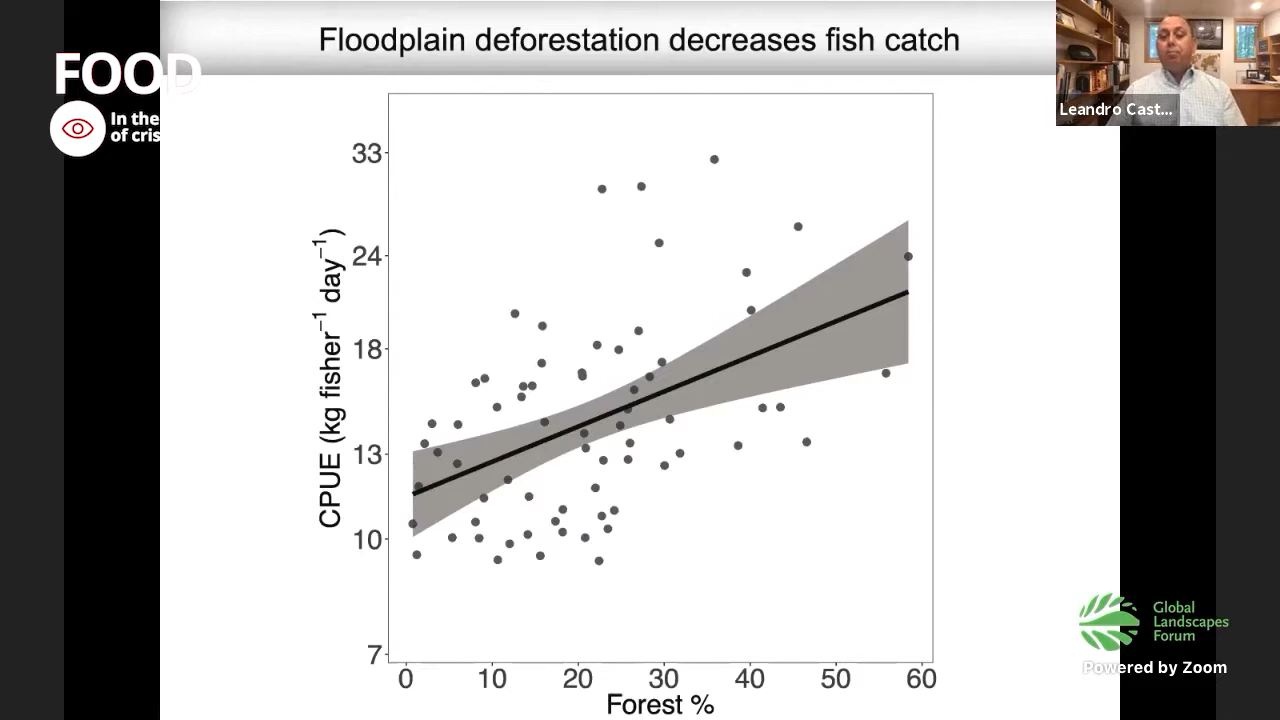 Floodplain deforestation decreases fish catch
FOOD
In the
of cris
Leandro Cast...
33
24
18
13
10
7
CPUE (kg fisher⁻¹ day⁻¹)
0 10 20 30 40 50 60
Forest %
Global
Landscapes
Forum
Powered by Zoom